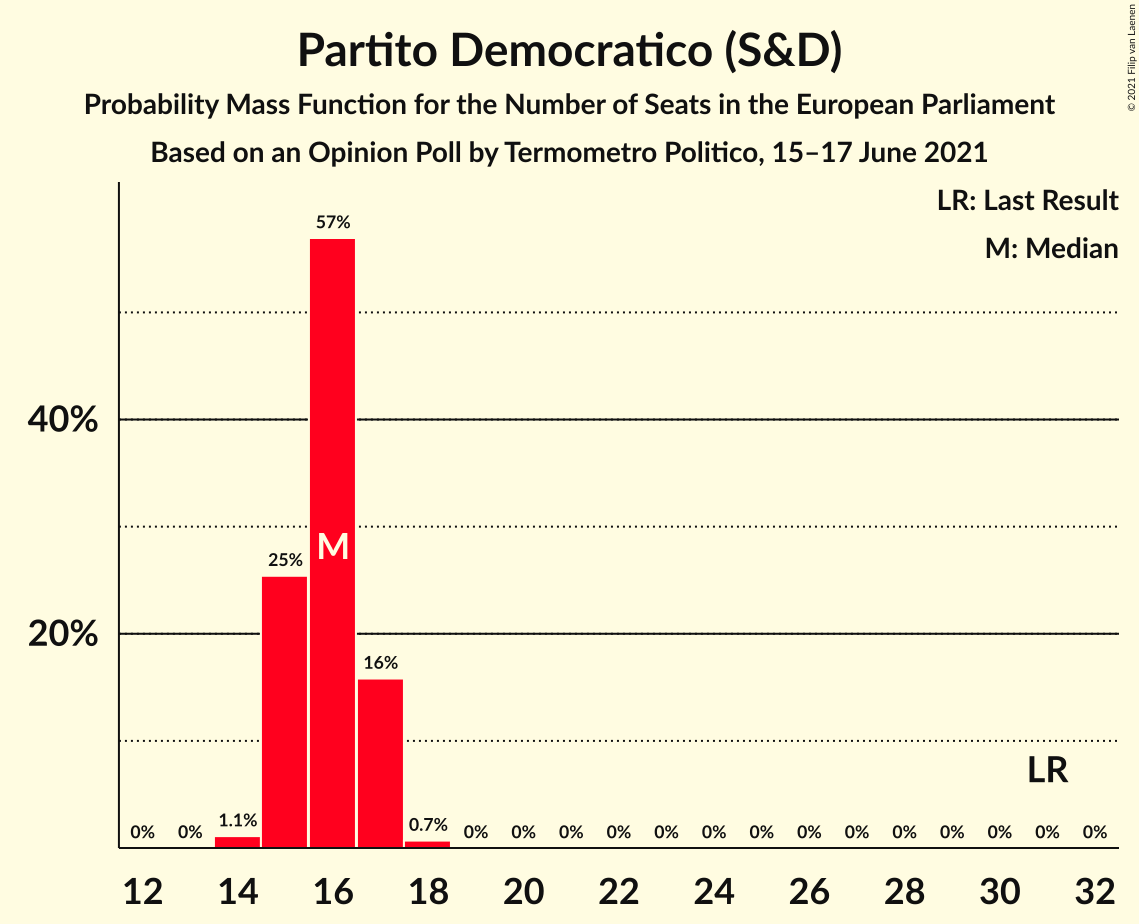 Partito Democratico (S&D)
Probability Mass Function for the Number of Seats in the European Parliament
Based on an Opinion Poll by Termometro Politico, 15–17 June 2021
© 2021 Filip van Laenen
LR: Last Result
M: Median
57%
40%
M
25%
20%
16%
LR
0% 0% 1.1% 0.7% 0% 0% 0% 0% 0% 0% 0% 0% 0% 0% 0% 0% 0% 0%
12 14 16 18 20 22 24 26 28 30 32